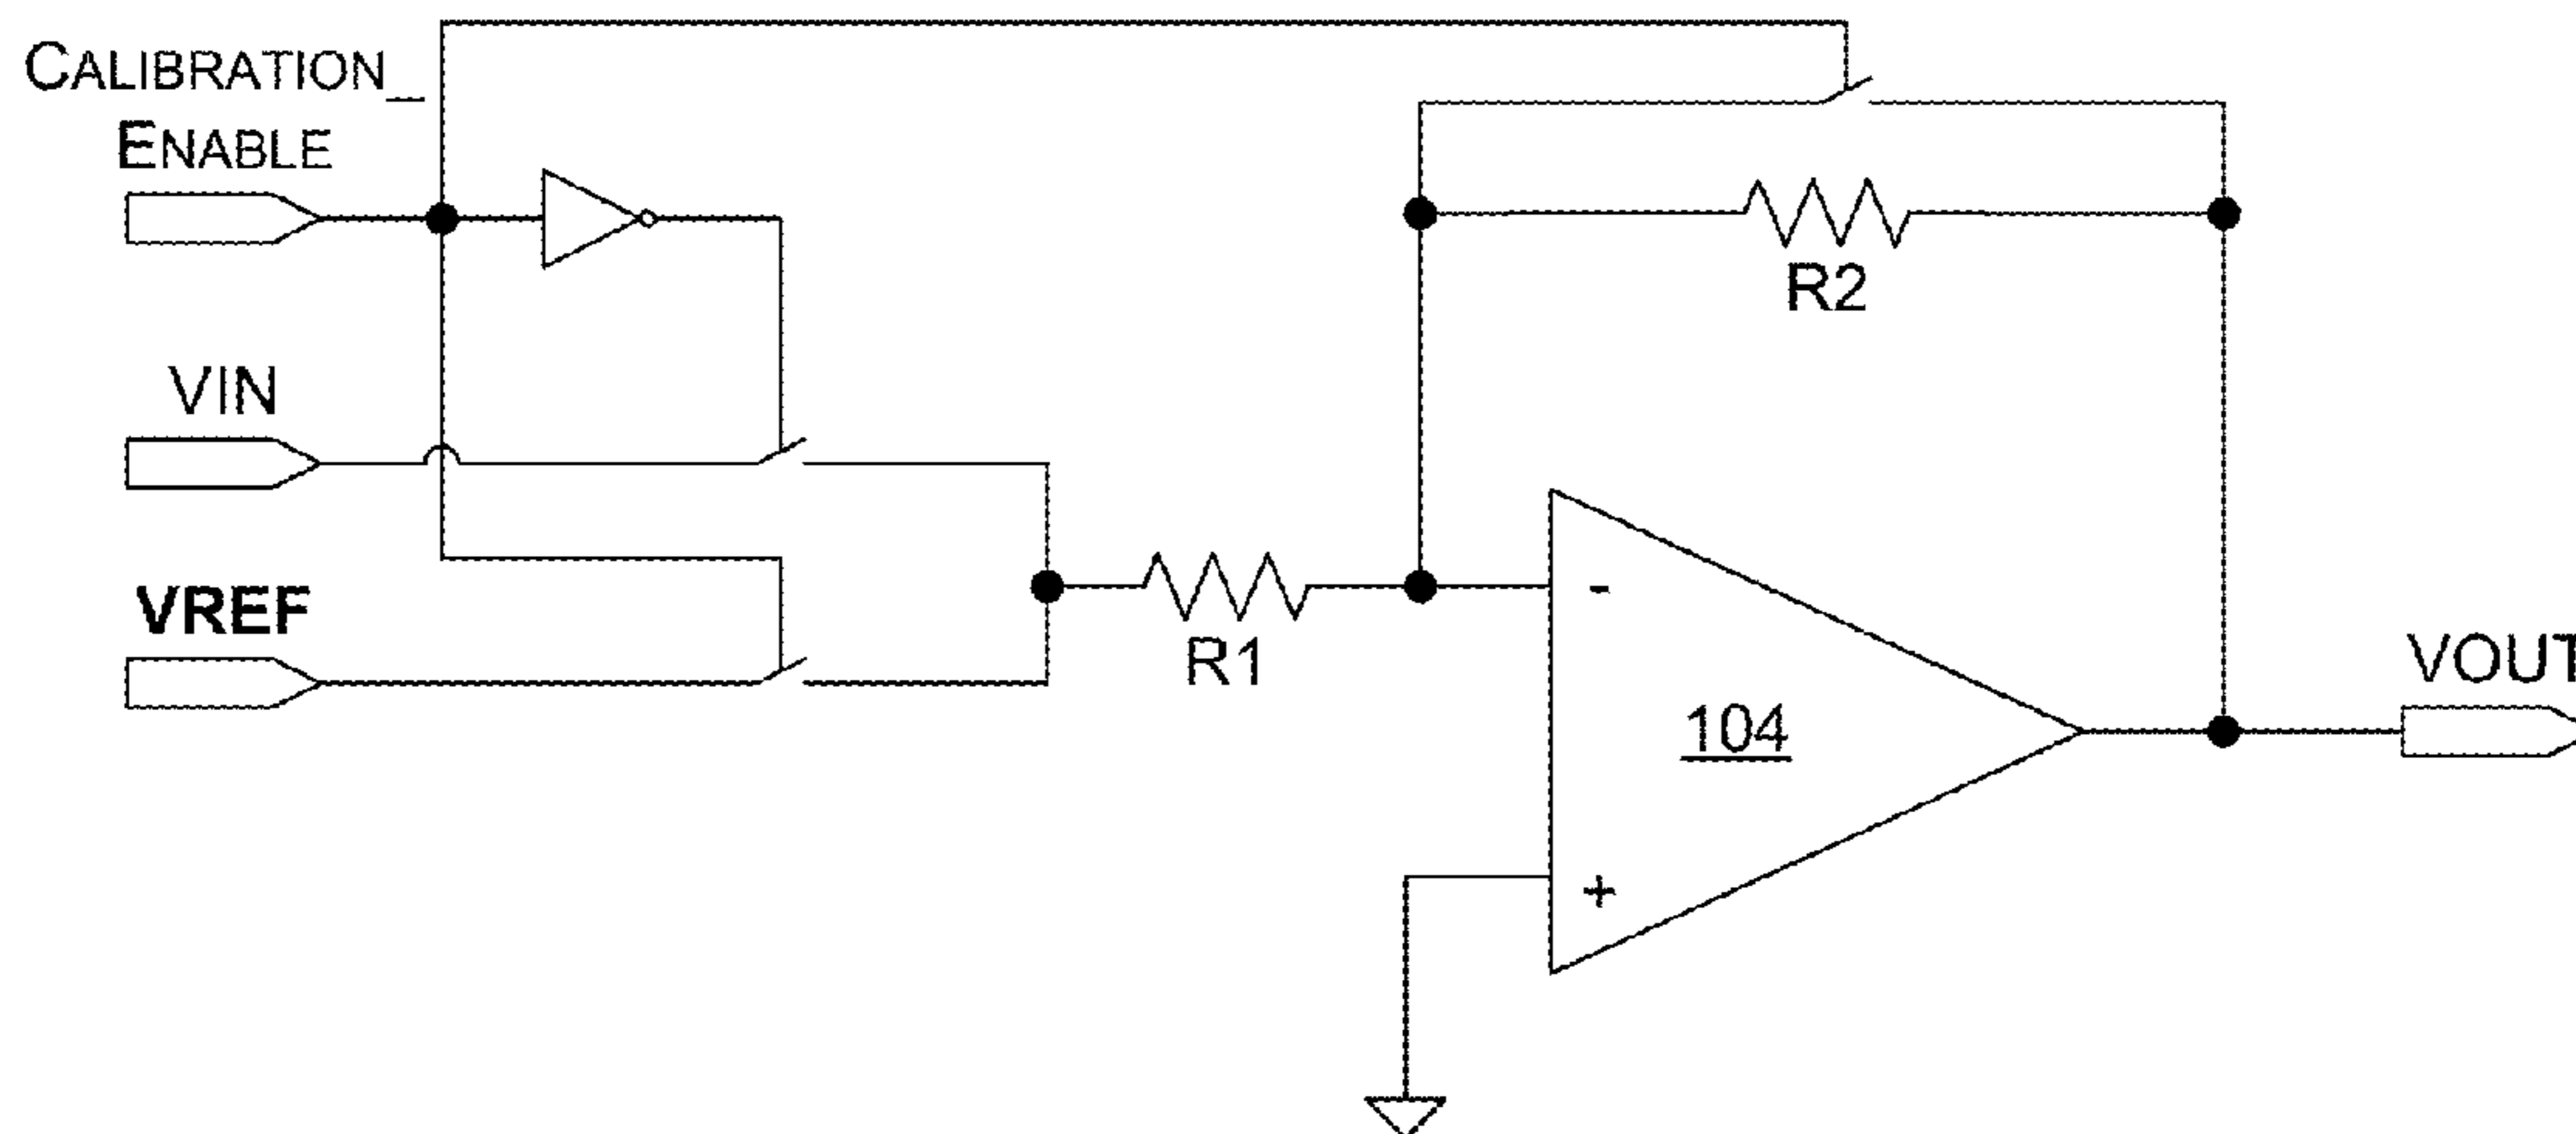 CALIBRATION_
ENABLE
R2
VIN
VREF
R1
-
104
+
VOUT